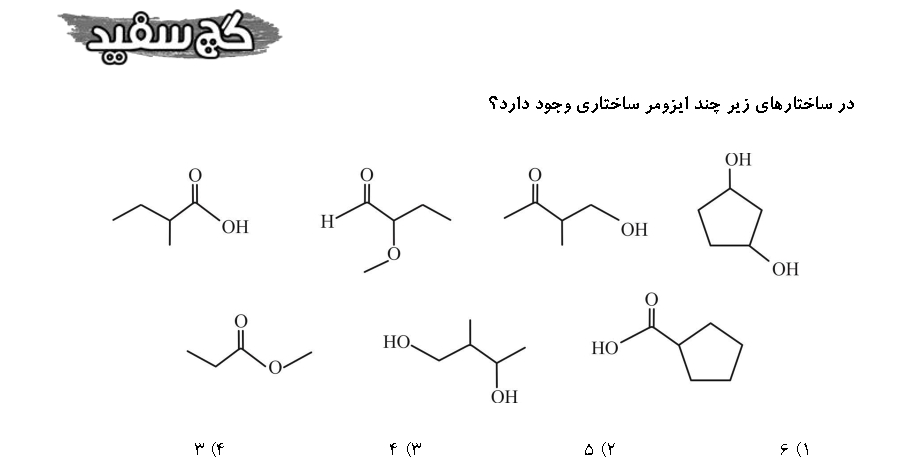 گچ سفید
در ساختارهای زیر چند ایزومر ساختاری وجود دارد؟
O OH O H O O OH OH OH
O O HO OH O HO
۱) ۶ ۲) ۵ ۳) ۴ ۴) ۳